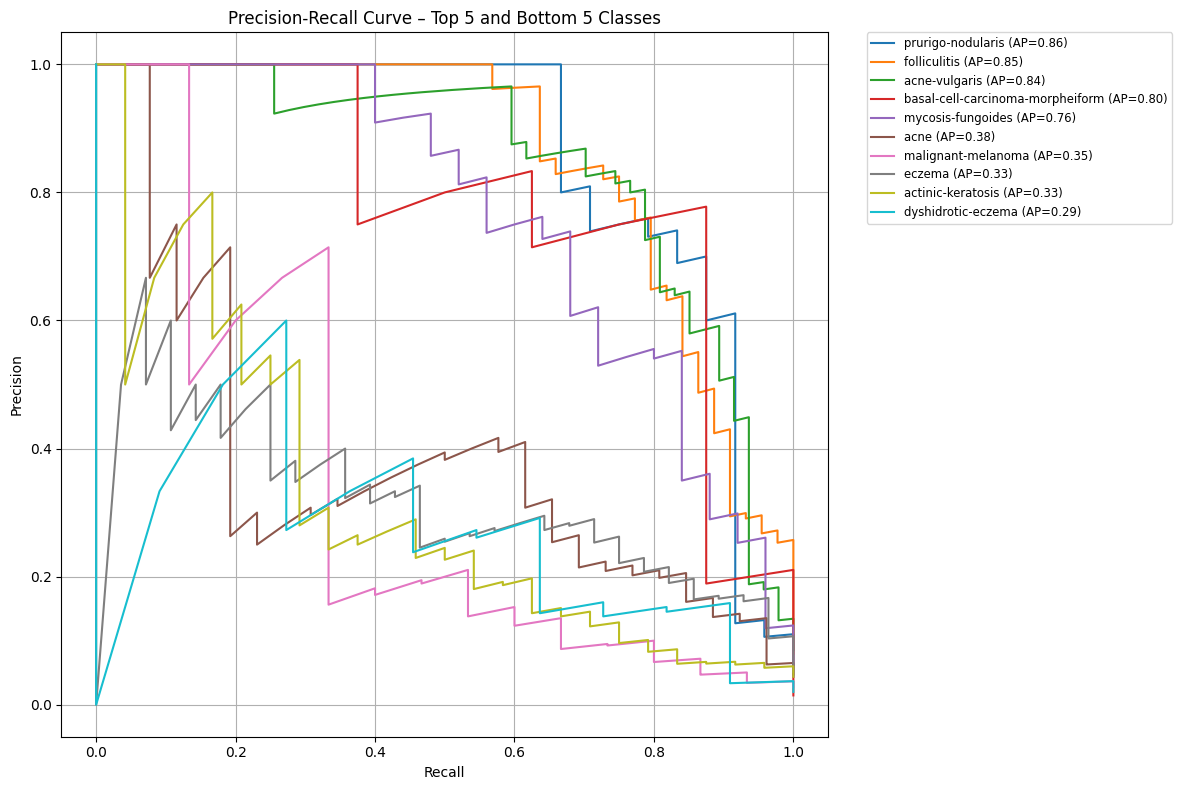 Precision-Recall Curve – Top 5 and Bottom 5 Classes
prurigo-nodularis (AP=0.86)
folliculitis (AP=0.85)
acne-vulgaris (AP=0.84)
basal-cell-carcinoma-morpheiform (AP=0.80)
mycosis-fungoides (AP=0.76)
acne (AP=0.38)
malignant-melanoma (AP=0.35)
eczema (AP=0.33)
actinic-keratosis (AP=0.33)
dyshidrotic-eczema (AP=0.29)
Precision
1.0
0.8
0.6
0.4
0.2
0.0
0.0 0.2 0.4 0.6 0.8 1.0
Recall